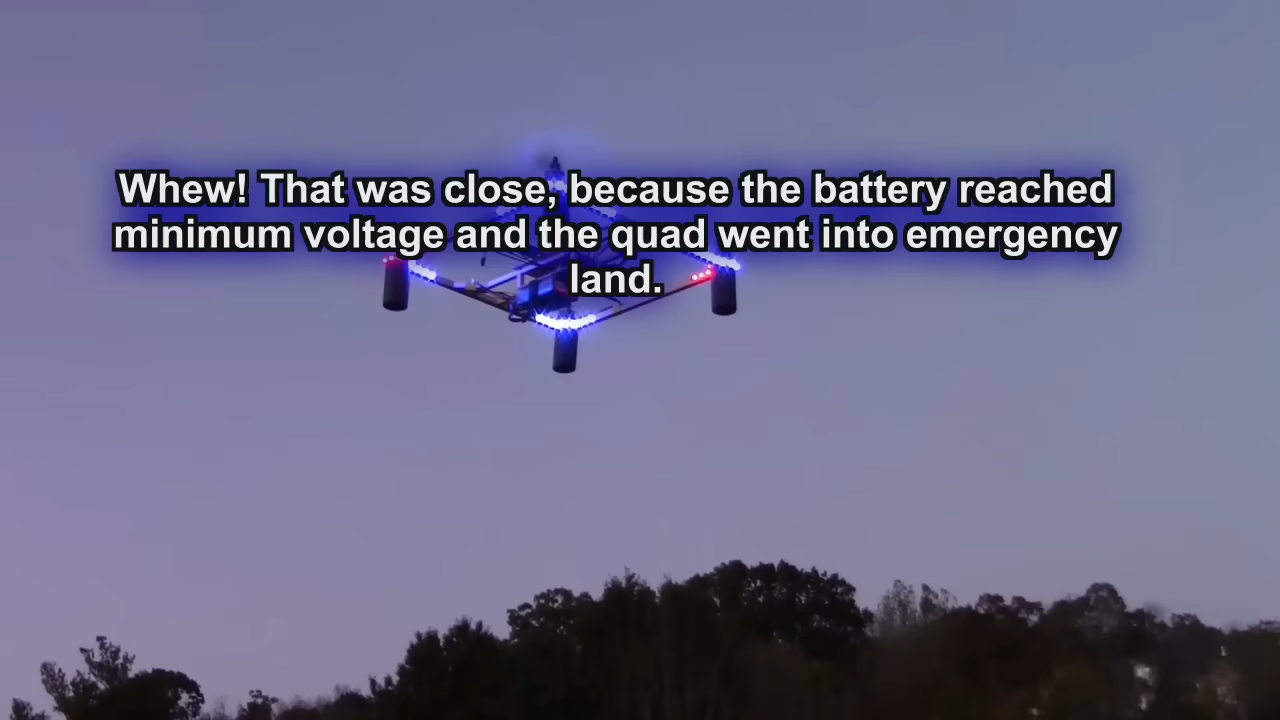 Whew! That was close, because the battery reached
minimum voltage and the quad went into emergency
land.